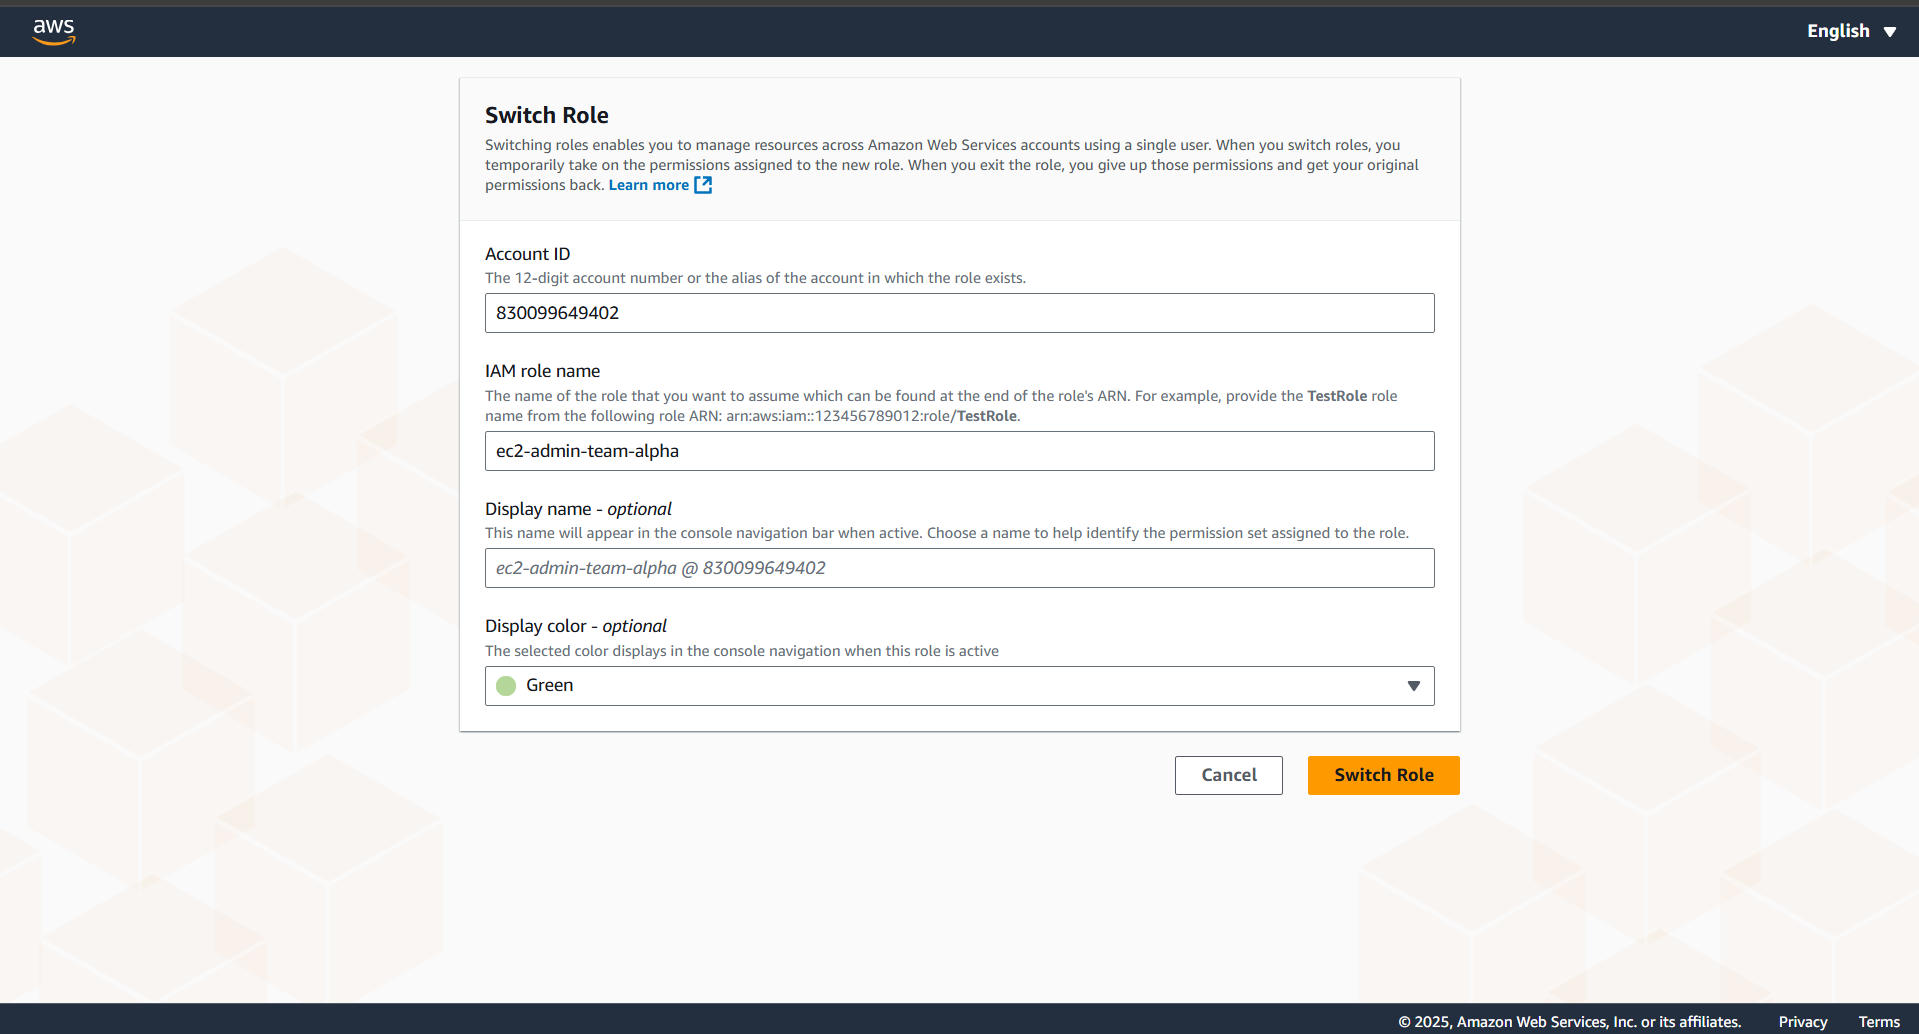 aws
English
Switch Role
Switching roles enables you to manage resources across Amazon Web Services accounts using a single user. When you switch roles, you
temporarily take on the permissions assigned to the new role. When you exit the role, you give up those permissions and get your original
permissions back. Learn more
Account ID
The 12-digit account number or the alias of the account in which the role exists.
830099649402
IAM role name
The name of the role that you want to assume which can be found at the end of the role's ARN. For example, provide the TestRole role
name from the following role ARN: arn:aws:iam::123456789012:role/TestRole.
ec2-admin-team-alpha
Display name - optional
This name will appear in the console navigation bar when active. Choose a name to help identify the permission set assigned to the role.
ec2-admin-team-alpha @ 830099649402
Display color - optional
The selected color displays in the console navigation when this role is active
Green
Cancel
Switch Role
© 2025, Amazon Web Services, Inc. or its affiliates. Privacy Terms